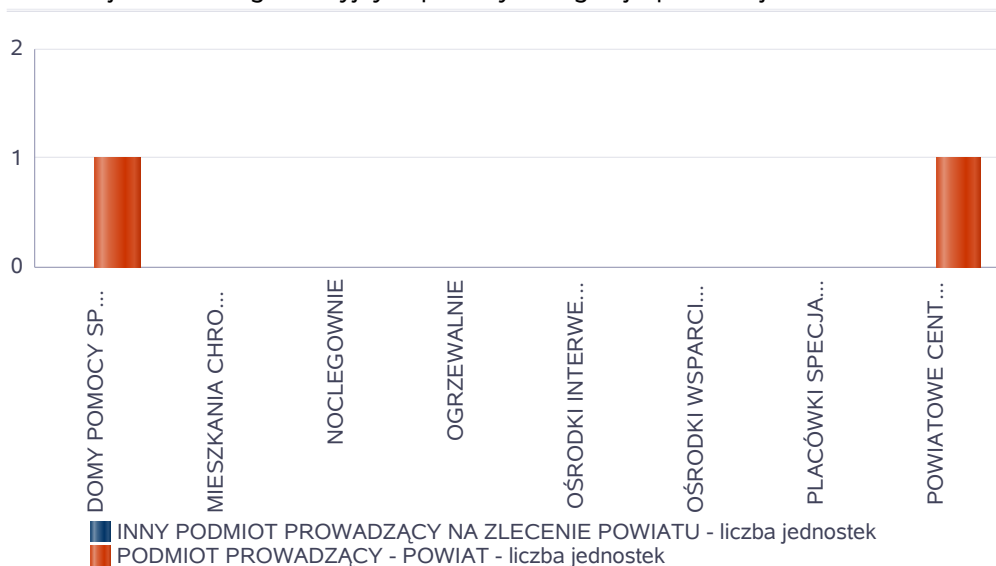 2
1
0
DOMY POMOCY SP...
MIESZKANIA CHRO...
NOCLEGOWNIE
OGRZEWALNIE
OŚRODKI INTERWE...
OŚRODKI WSPARCI...
PLACÓWKI SPECJA...
POWIATOWE CENT...
INNY PODMIOT PROWADZĄCY NA ZLECENIE POWIATU - liczba jednostek
PODMIOT PROWADZĄCY - POWIAT - liczba jednostek